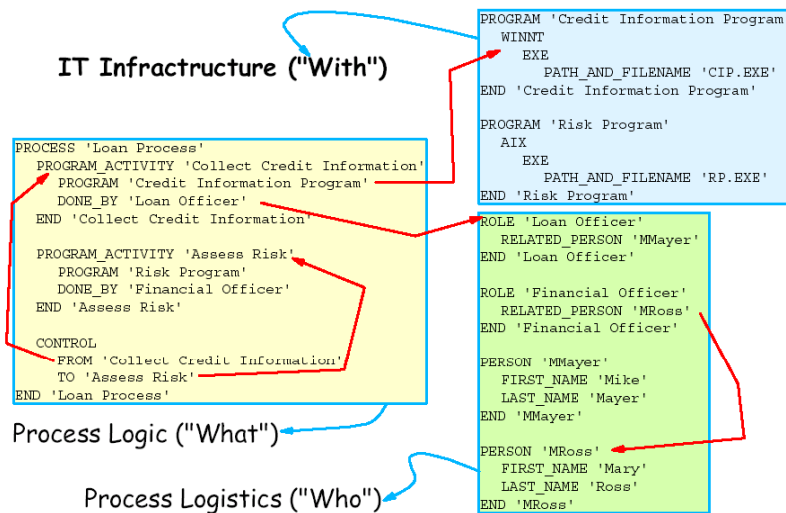 IT Infractructure ("With")
PROGRAM 'Credit Information Program
WINNT
EXE
PATH_AND_FILENAME 'CIP.EXE'
END 'Credit Information Program'
PROGRAM 'Risk Program'
AIX
EXE
PATH_AND_FILENAME 'RP.EXE'
END 'Risk Program'
PROCESS 'Loan Process'
PROGRAM_ACTIVITY 'Collect Credit Information'
PROGRAM 'Credit Information Program'
DONE_BY 'Loan Officer'
END 'Collect Credit Information'
PROGRAM_ACTIVITY 'Assess Risk'
PROGRAM 'Risk Program'
DONE_BY 'Financial Officer'
END 'Assess Risk'
CONTROL
FROM 'Collect Credit Information'
TO 'Assess Risk'
END 'Loan Process'
Process Logic ("What")
ROLE 'Loan Officer'
RELATED_PERSON 'MMayer'
END 'Loan Officer'
ROLE 'Financial Officer'
RELATED_PERSON 'MRoss'
END 'Financial Officer'
PERSON 'MMayer'
FIRST_NAME 'Mike'
LAST_NAME 'Mayer'
END 'MMayer'
PERSON 'MRoss'
FIRST_NAME 'Mary'
LAST_NAME 'Ross'
END 'MRoss'
Process Logistics ("Who")